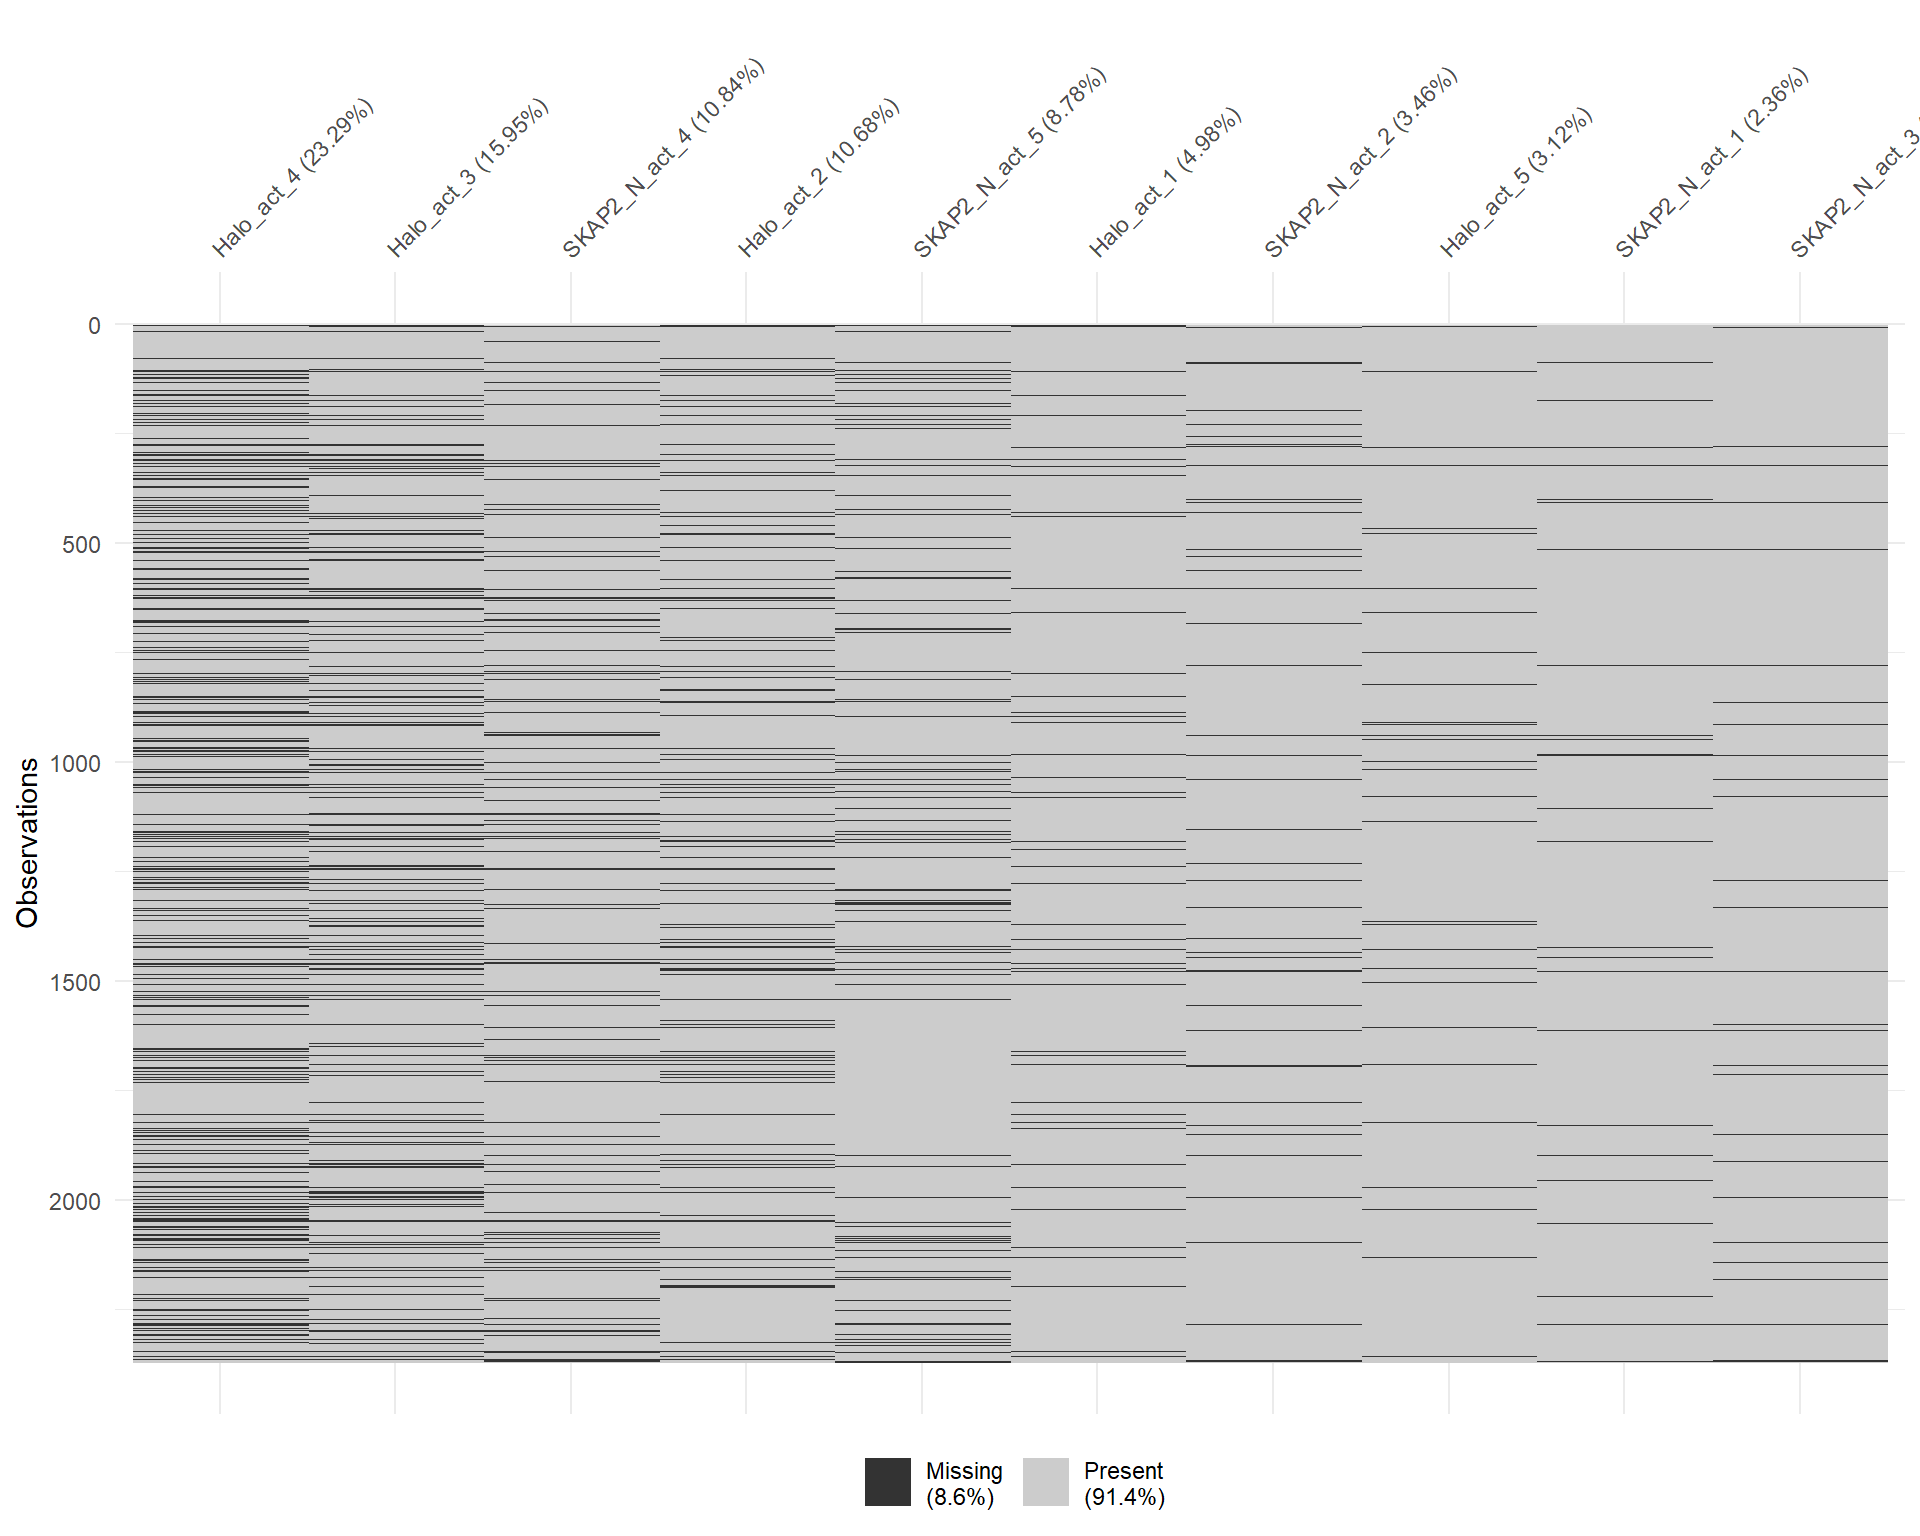 Halo_act_4 (23.29%)
Halo_act_3 (15.95%)
SKAP2_N_act_4 (10.84%)
Halo_act_2 (10.68%)
SKAP2_N_act_5 (8.78%)
Halo_act_1 (4.98%)
SKAP2_N_act_2 (3.46%)
Halo_act_5 (3.12%)
SKAP2_N_act_1 (2.36%)
SKAP2_N_act_3
0
500
1000
1500
2000
Observations
Missing
(8.6%)
Present
(91.4%)